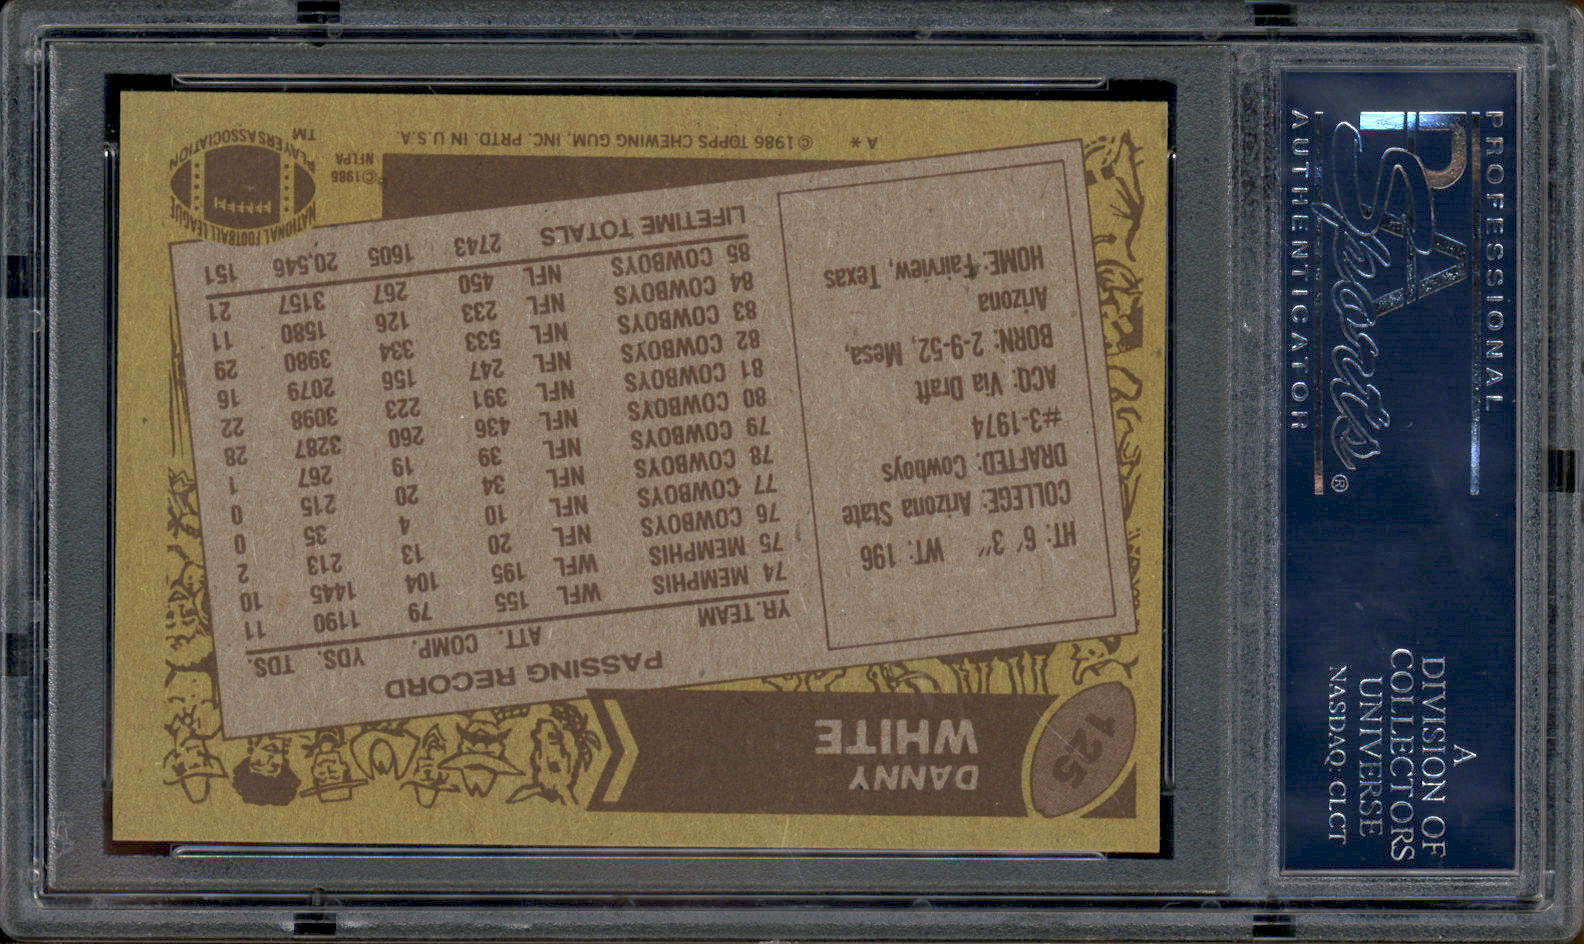 125
DANNY
WHITE
PASSING RECORD
YR. TEAM ATT. COMP. YDS. TDS.
74 MEMPHIS WFL 155 79 1190 11
75 MEMPHIS WFL 195 104 1445 10
76 COWBOYS NFL 20 13 213 2
77 COWBOYS NFL 10 4 35 0
78 COWBOYS NFL 34 20 215 0
79 COWBOYS NFL 39 19 267 1
80 COWBOYS NFL 436 260 3287 28
81 COWBOYS NFL 391 223 3098 22
82 COWBOYS NFL 247 156 2079 16
83 COWBOYS NFL 533 334 3980 29
84 COWBOYS NFL 233 126 1580 11
85 COWBOYS NFL 450 267 3157 21
LIFETIME TOTALS 2743 1605 20,546 151
HT: 6' 3" WT: 196
COLLEGE: Arizona State
DRAFTED: Cowboys
#3-1974
ACQ: Via Draft
BORN: 2-9-52, Mesa,
Arizona
HOME: Fairview, Texas
A * ©1986 TOPPS CHEWING GUM, INC. PRTD. IN U.S.A.
©1985
NFLPA
NATIONAL FOOTBALL LEAGUE
PLAYERS ASSOCIATION
TM
PROFESSIONAL
PSA
Sports®
AUTHENTICATOR
A
DIVISION OF
COLLECTORS
UNIVERSE
NASDAQ: CLCT